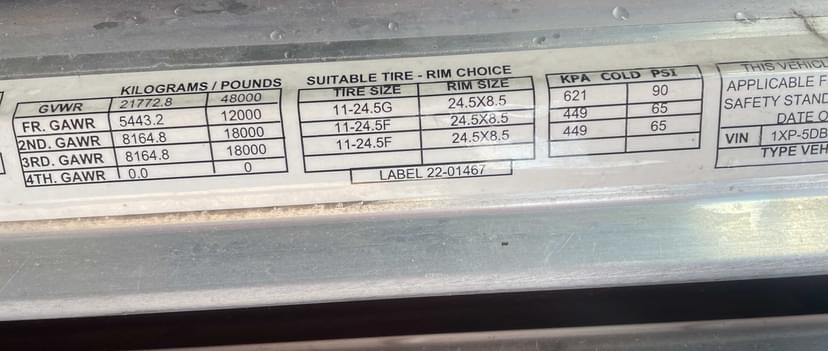 KILOGRAMS / POUNDS
GVWR 21772.8 48000
FR. GAWR 5443.2 12000
2ND. GAWR 8164.8 18000
3RD. GAWR 8164.8 18000
4TH. GAWR 0.0 0
SUITABLE TIRE - RIM CHOICE
TIRE SIZE RIM SIZE
11-24.5G 24.5X8.5
11-24.5F 24.5X8.5
11-24.5F 24.5X8.5
LABEL 22-01467
KPA COLD PSI
621 90
449 65
449 65
THIS VEHICL
APPLICABLE F
SAFETY STAND
DATE O
VIN 1XP-5DB
TYPE VEH